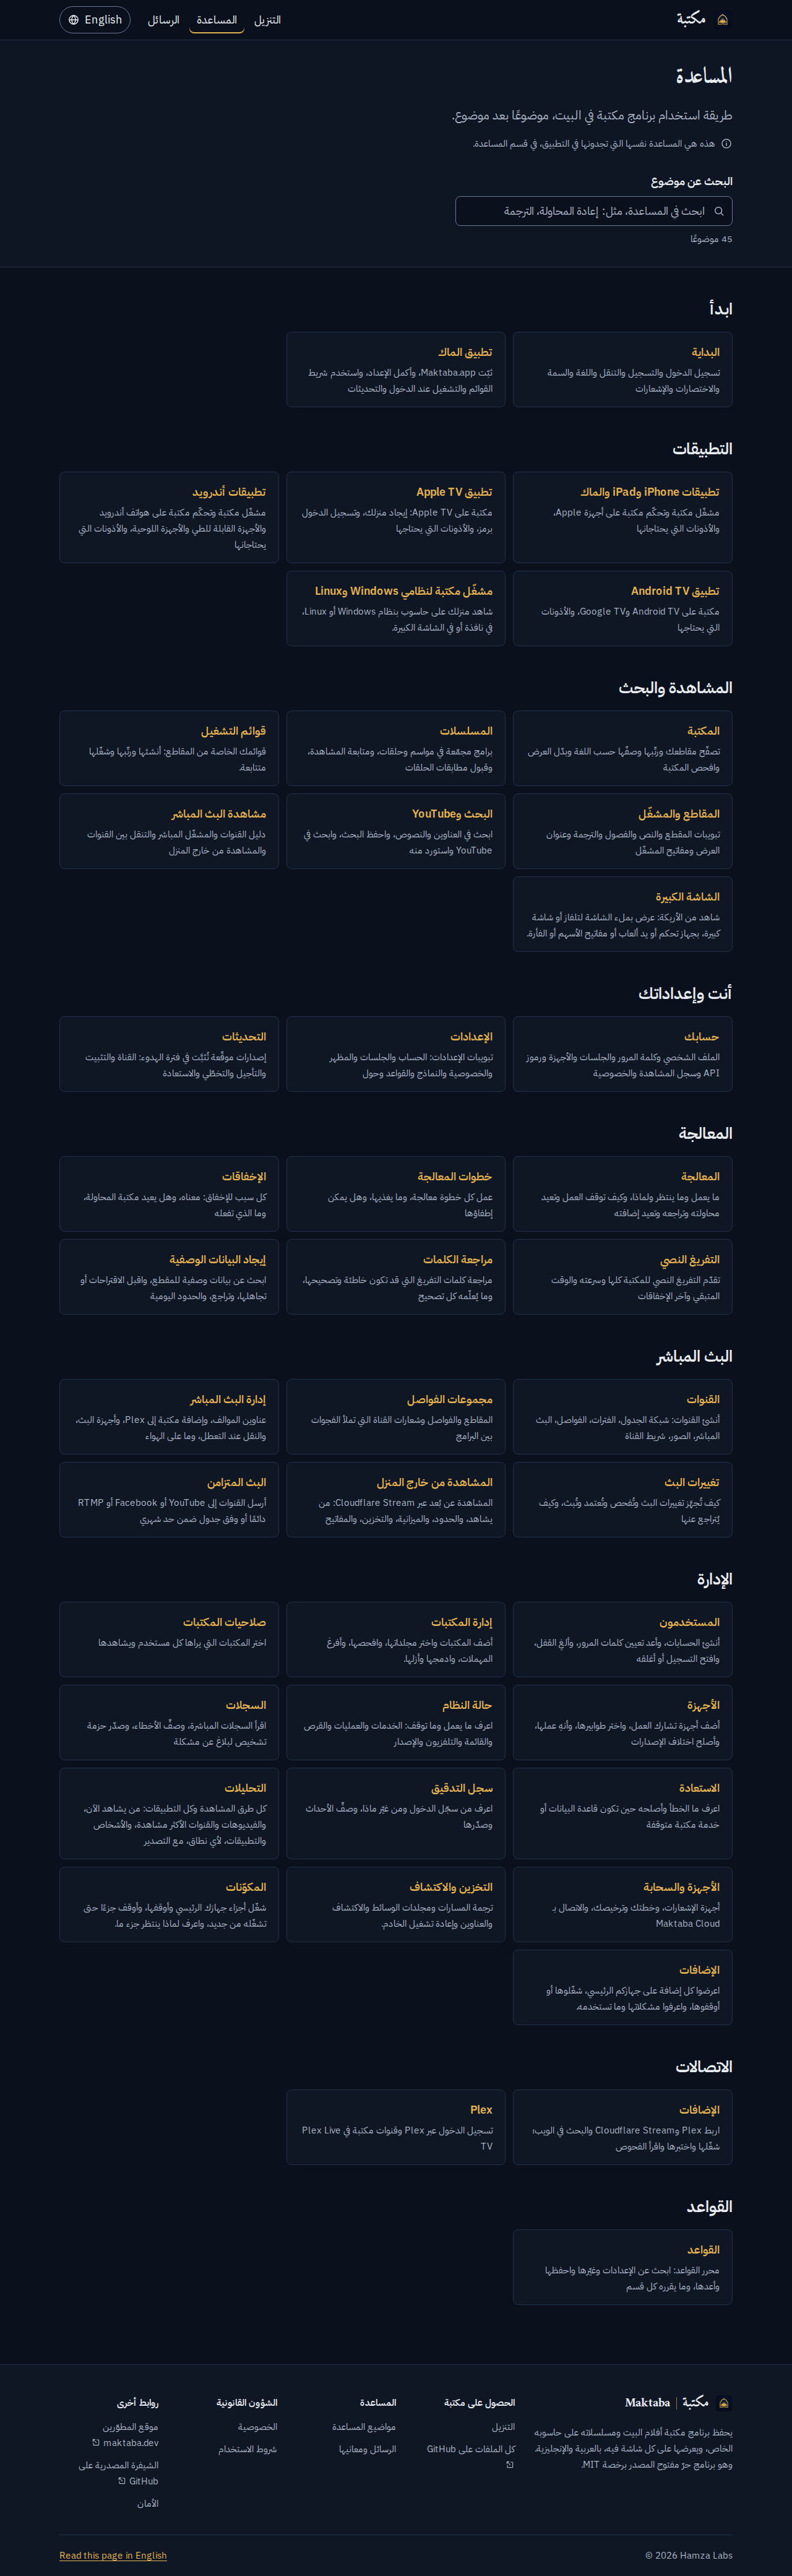 مكتبة
التنزيل
المساعدة
الرسائل
English
المساعدة
طريقة استخدام برنامج مكتبة في البيت، موضوعًا بعد موضوع.
هذه هي المساعدة نفسها التي تجدونها في التطبيق، في قسم المساعدة.
البحث عن موضوع
ابحث في المساعدة، مثل: إعادة المحاولة، الترجمة
45 موضوعًا
ابدأ
البداية
تسجيل الدخول والتسجيل والتنقل واللغة والسمة
والاختصارات والإشعارات
تطبيق الماك
ثبّت Maktaba.app، وأكمل الإعداد، واستخدم شريط
القوائم والتشغيل عند الدخول والتحديثات
التطبيقات
تطبيقات iPhone وiPad والماك
مشغّل مكتبة وتحكّم مكتبة على أجهزة Apple،
والأذونات التي يحتاجانها
تطبيق Apple TV
مكتبة على Apple TV: إيجاد منزلك، وتسجيل الدخول
برمز، والأذونات التي يحتاجها
تطبيقات أندرويد
مشغّل مكتبة وتحكّم مكتبة على هواتف أندرويد
والأجهزة القابلة للطي والأجهزة اللوحية، والأذونات التي
يحتاجانها
تطبيق Android TV
مكتبة على Android TV وGoogle TV، والأذونات
التي يحتاجها
مشغّل مكتبة لنظامي Windows وLinux
شاهد منزلك على حاسوب بنظام Windows أو Linux،
في نافذة أو في الشاشة الكبيرة.
المشاهدة والبحث
المكتبة
تصفّح مقاطعك ورتّبها وصفّها حسب اللغة وبدّل العرض
وافحص المكتبة
المسلسلات
برامج مجمّعة في مواسم وحلقات، ومتابعة المشاهدة،
وقبول مطابقات الحلقات
قوائم التشغيل
قوائمك الخاصة من المقاطع: أنشئها ورتّبها وشغّلها
متتابعة.
المقاطع والمشغّل
تبويبات المقطع والنص والفصول والترجمة وعنوان
العرض ومفاتيح المشغّل
البحث وYouTube
ابحث في العناوين والنصوص، واحفظ البحث، وابحث في
YouTube واستورد منه
مشاهدة البث المباشر
دليل القنوات والمشغّل المباشر والتنقل بين القنوات
والمشاهدة من خارج المنزل
الشاشة الكبيرة
شاهد من الأريكة: عرض بملء الشاشة لتلفاز أو شاشة
كبيرة، بجهاز تحكم أو يد ألعاب أو مفاتيح الأسهم أو الفأرة.
أنت وإعداداتك
حسابك
الملف الشخصي وكلمة المرور والجلسات والأجهزة ورموز
API وسجل المشاهدة والخصوصية
الإعدادات
تبويبات الإعدادات: الحساب والجلسات والمظهر
والخصوصية والنماذج والقواعد وحول
التحديثات
إصدارات موقّعة تُثبَّت في فترة الهدوء: القناة والتثبيت
والتأجيل والتخطّي والاستعادة
المعالجة
المعالجة
ما يعمل وما ينتظر ولماذا، وكيف توقف العمل وتعيد
محاولته وتراجعه وتعيد إضافته
خطوات المعالجة
عمل كل خطوة معالجة، وما يغذيها، وهل يمكن
إطفاؤها
الإخفاقات
كل سبب للإخفاق: معناه، وهل يعيد مكتبة المحاولة،
وما الذي تفعله
التفريغ النصي
تقدّم التفريغ النصي للمكتبة كلها وسرعته والوقت
المتبقي وآخر الإخفاقات
مراجعة الكلمات
مراجعة كلمات التفريغ التي قد تكون خاطئة وتصحيحها،
وما يُعلّمه كل تصحيح
إيجاد البيانات الوصفية
ابحث عن بيانات وصفية للمقطع، واقبل الاقتراحات أو
تجاهلها، وتراجع، والحدود اليومية
البث المباشر
القنوات
أنشئ القنوات: شبكة الجدول، الفترات، الفواصل، البث
المباشر، الصور، شريط القناة
مجموعات الفواصل
المقاطع والفواصل وشعارات القناة التي تملأ الفجوات
بين البرامج
إدارة البث المباشر
عناوين الموالف، وإضافة مكتبة إلى Plex، وأجهزة البث،
والنقل عند التعطل، وما على الهواء
تغييرات البث
كيف تُجهَّز تغييرات البث وتُفحص وتُعتمد وتُبث، وكيف
يُتراجع عنها
المشاهدة من خارج المنزل
المشاهدة عن بُعد عبر Cloudflare Stream: من
يشاهد، والحدود، والميزانية، والتخزين، والمفاتيح
البث المتزامن
أرسل القنوات إلى YouTube أو Facebook أو RTMP
دائمًا أو وفق جدول ضمن حد شهري
الإدارة
المستخدمون
أنشئ الحسابات، وأعد تعيين كلمات المرور، وألغِ القفل،
وافتح التسجيل أو أغلقه
إدارة المكتبات
أضف المكتبات واختر مجلداتها، وافحصها، وأفرغ
المهملات، وادمجها وأزلها.
صلاحيات المكتبات
اختر المكتبات التي يراها كل مستخدم ويشاهدها
الأجهزة
أضف أجهزة تشارك العمل، واختر طوابيرها، وأنهِ عملها،
وأصلح اختلاف الإصدارات
حالة النظام
اعرف ما يعمل وما توقف: الخدمات والعمليات والقرص
والقائمة والتلفزيون والإصدار
السجلات
اقرأ السجلات المباشرة، وصفِّ الأخطاء، وصدّر حزمة
تشخيص لبلاغ عن مشكلة
الاستعادة
اعرف ما الخطأ وأصلحه حين تكون قاعدة البيانات أو
خدمة مكتبة متوقفة
سجل التدقيق
اعرف من سجّل الدخول ومن غيّر ماذا، وصفِّ الأحداث
وصدّرها
التحليلات
كل طرق المشاهدة وكل التطبيقات: من يشاهد الآن،
والفيديوهات والقنوات الأكثر مشاهدة، والأشخاص
والتطبيقات، لأي نطاق، مع التصدير
الأجهزة والسحابة
أجهزة الإشعارات، وخطتك وترخيصك، والاتصال بـ
Maktaba Cloud
التخزين والاكتشاف
ترجمة المسارات ومجلدات الوسائط والاكتشاف
والعناوين وإعادة تشغيل الخادم.
المكوّنات
شغّل أجزاء جهازك الرئيسي وأوقفها، وأوقف جزءًا حتى
تشغّله من جديد، واعرف لماذا ينتظر جزء ما.
الإضافات
اعرضوا كل إضافة على جهازكم الرئيسي، شغّلوها أو
أوقفوها، واعرفوا مشكلاتها وما تستخدمه.
الاتصالات
الإضافات
اربط Plex وCloudflare Stream والبحث في الويب؛
شغّلها واختبرها واقرأ الفحوص
Plex
تسجيل الدخول عبر Plex وقنوات مكتبة في Plex Live
TV
القواعد
القواعد
محرر القواعد: ابحث عن الإعدادات وغيّرها واحفظها
وأعدها، وما يقرره كل قسم
مكتبة | Maktaba
يحفظ برنامج مكتبة أفلام البيت ومسلسلاته على حاسوبه
الخاص، ويعرضها على كل شاشة فيه، بالعربية والإنجليزية.
وهو برنامج حرّ مفتوح المصدر برخصة MIT.
الحصول على مكتبة
التنزيل
كل الملفات على GitHub
المساعدة
مواضيع المساعدة
الرسائل ومعانيها
الشؤون القانونية
الخصوصية
شروط الاستخدام
روابط أخرى
موقع المطوّرين
maktaba.dev
الشيفرة المصدرية على
GitHub
الأمان
© 2026 Hamza Labs
Read this page in English